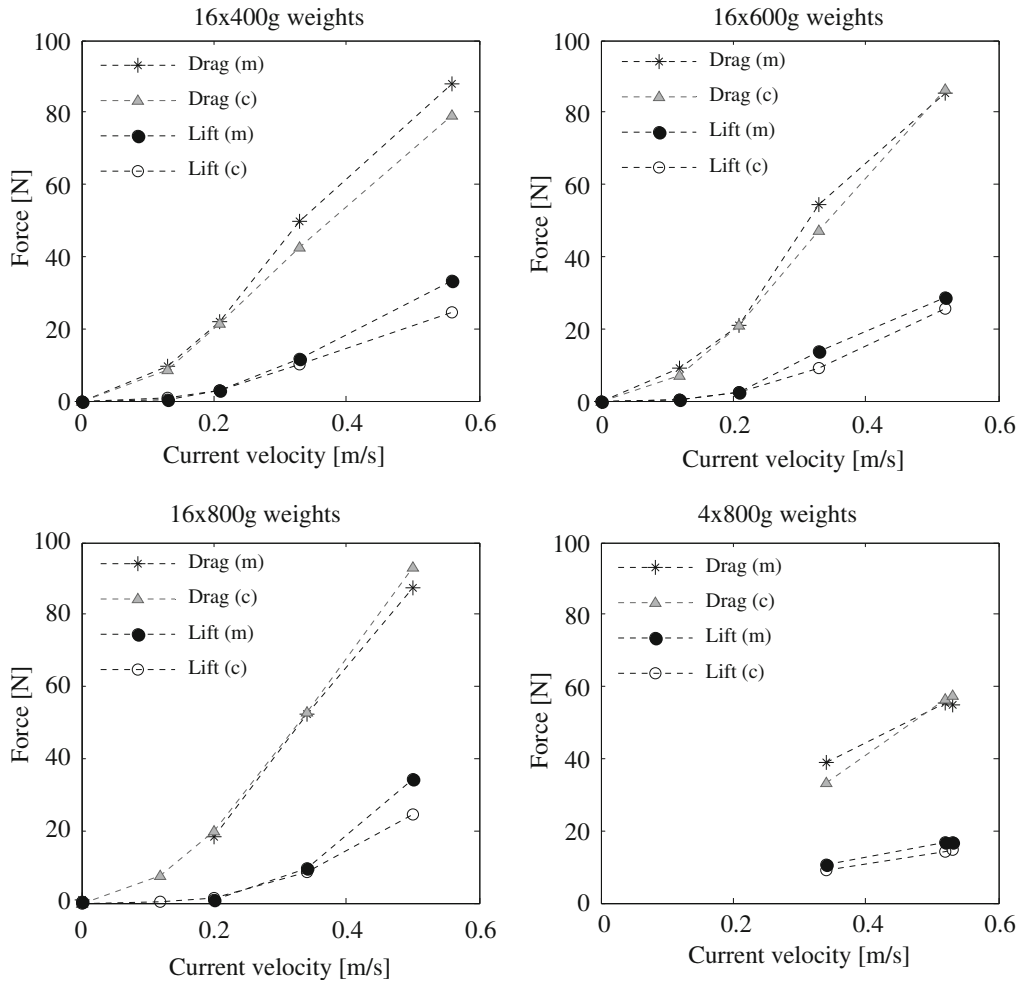 16x400g weights
100
80
60
40
20
0
Force [N]
Drag (m)
Drag (c)
Lift (m)
Lift (c)
0
0.2
0.4
0.6
Current velocity [m/s]
16x600g weights
100
80
60
40
20
0
Force [N]
Drag (m)
Drag (c)
Lift (m)
Lift (c)
0
0.2
0.4
0.6
Current velocity [m/s]
16x800g weights
100
80
60
40
20
0
Force [N]
Drag (m)
Drag (c)
Lift (m)
Lift (c)
0
0.2
0.4
0.6
Current velocity [m/s]
4x800g weights
100
80
60
40
20
0
Force [N]
Drag (m)
Drag (c)
Lift (m)
Lift (c)
0
0.2
0.4
0.6
Current velocity [m/s]